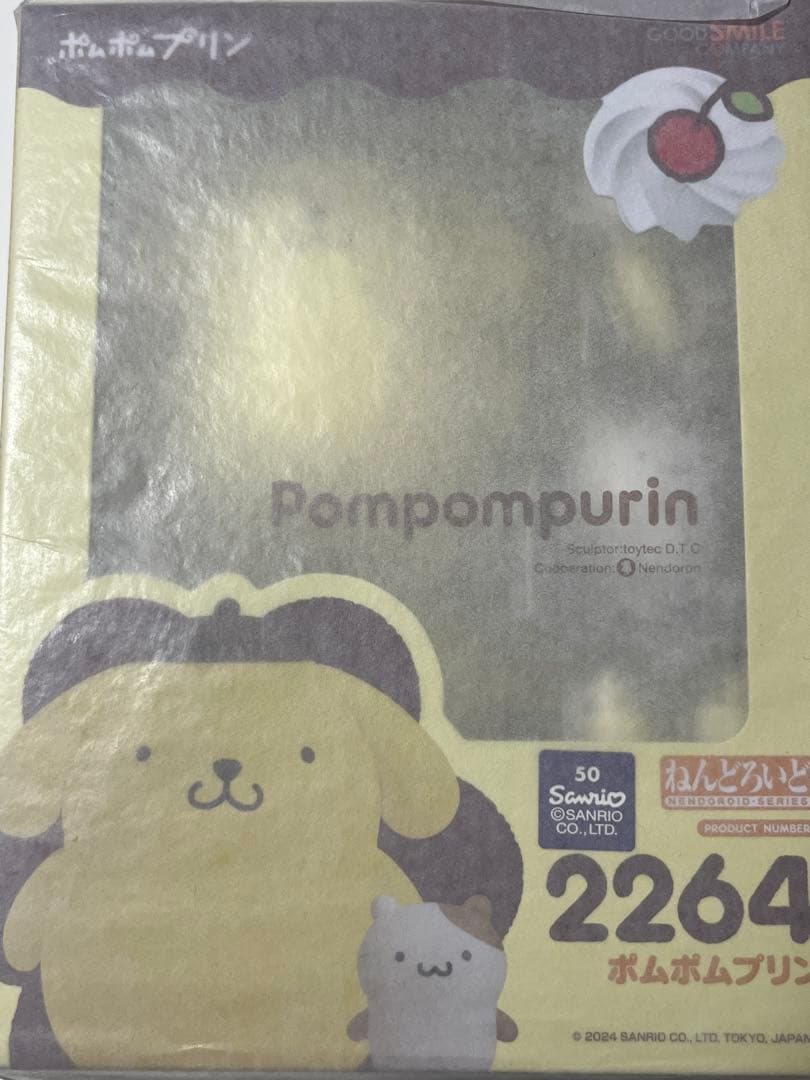 ポムポムプリン
GOOD SMILE
COMPANY
Pompompurin
Sculptor:toytec D.T.C
Cooperation: Nendoron
50
Sanrio
©SANRIO
CO.,LTD.
ねんどろいど
NENDOROID-SERIES
PRODUCT NUMBER
2264
ポムポムプリン
© 2024 SANRIO CO., LTD. TOKYO, JAPAN